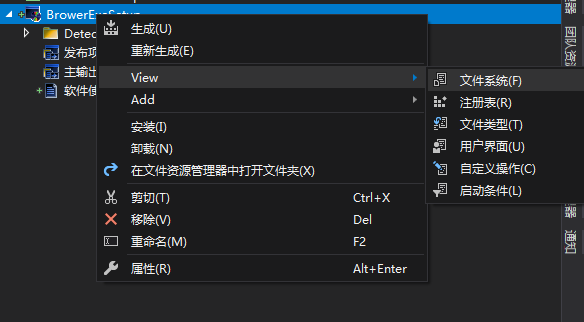 BrowerExeSetup
Detec
发布项
主输出
软件使
生成(U)
重新生成(E)
View
Add
安装(I)
卸载(N)
在文件资源管理器中打开文件夹(X)
剪切(T) Ctrl+X
移除(V) Del
重命名(M) F2
属性(R) Alt+Enter
文件系统(F)
注册表(R)
文件类型(T)
用户界面(U)
自定义操作(C)
启动条件(L)
团队资源
通知